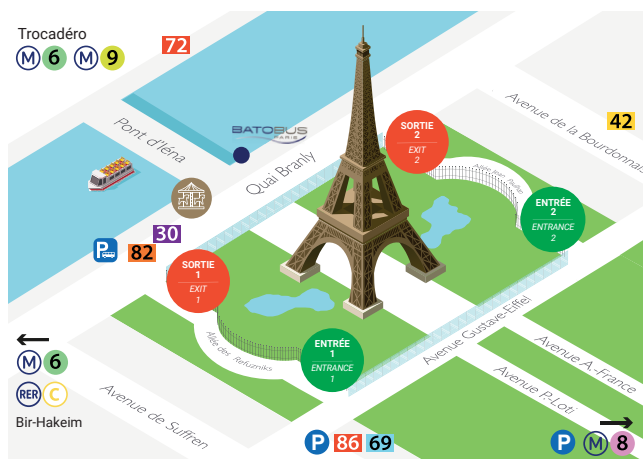 Trocadéro
M 6 M 9
72
Pont d'Iéna
BATOBUS
PARIS
Quai Branly
SORTIE
2
EXIT
2
Avenue de la Bourdonnais
42
ENTRÉE
2
ENTRANCE
2
P 82
30
SORTIE
1
EXIT
1
Allée des Refuzniks
ENTRÉE
1
ENTRANCE
1
Avenue Gustave-Eiffel
Avenue A.-France
Avenue P.-Loti
M 6
RER C
Bir-Hakeim
Avenue de Suffren
P 86 69
P M 8